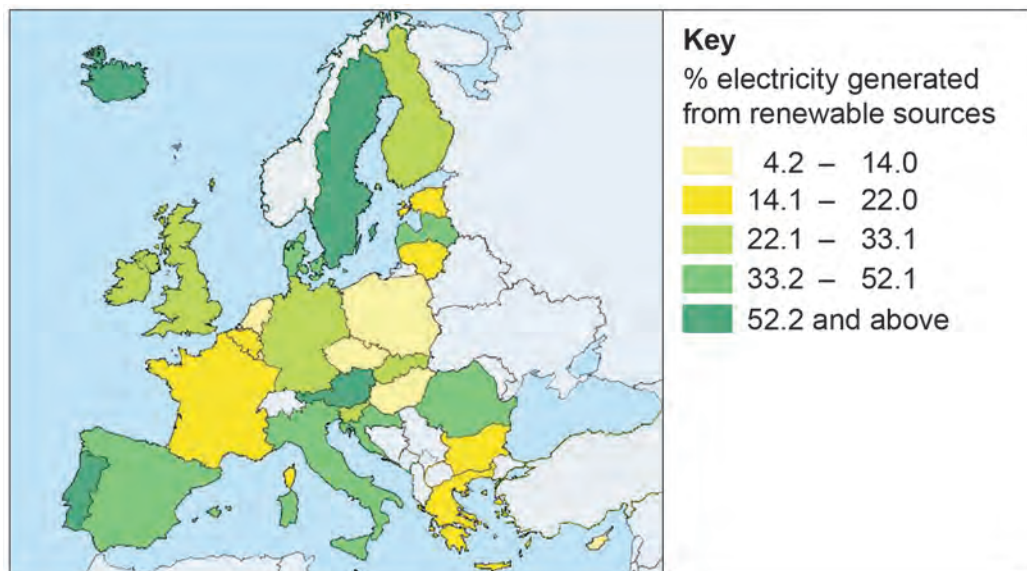 Key
% electricity generated
from renewable sources
4.2 – 14.0
14.1 – 22.0
22.1 – 33.1
33.2 – 52.1
52.2 and above